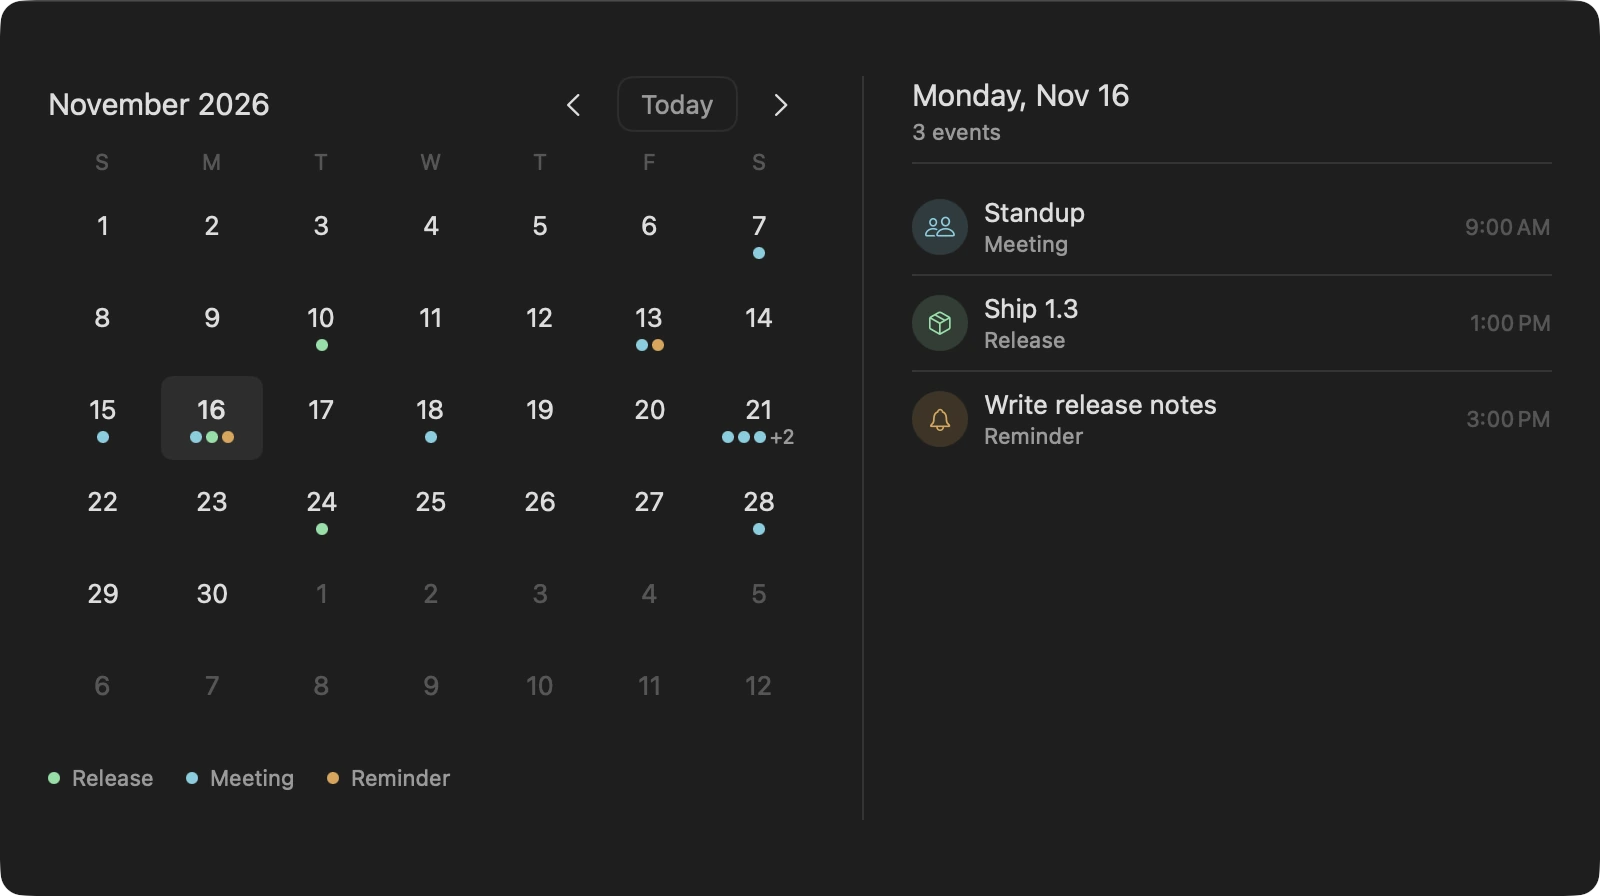 November 2026
Today
S M T W T F S
1 2 3 4 5 6 7
8 9 10 11 12 13 14
15 16 17 18 19 20 21
+2
22 23 24 25 26 27 28
29 30 1 2 3 4 5
6 7 8 9 10 11 12
Release Meeting Reminder
Monday, Nov 16
3 events
Standup
Meeting
9:00 AM
Ship 1.3
Release
1:00 PM
Write release notes
Reminder
3:00 PM